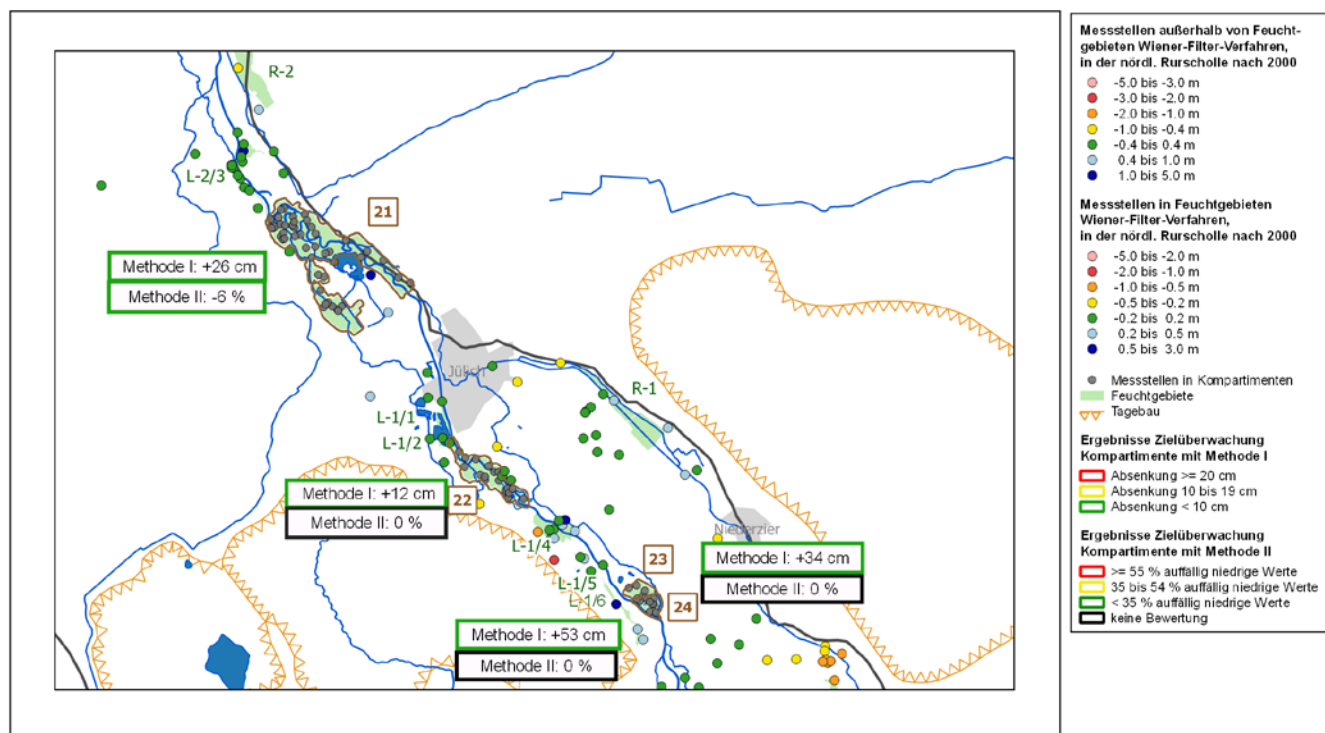 R-2
L-2/3
21
Methode I: +26 cm
Methode II: -6 %
Jülich
R-1
L-1/1
L-1/2
Methode I: +12 cm
Methode II: 0 %
22
L-1/4
Niederzier
23
Methode I: +34 cm
Methode II: 0 %
L-1/5
L-1/6
24
Methode I: +53 cm
Methode II: 0 %
Messstellen außerhalb von Feucht-
gebieten Wiener-Filter-Verfahren,
in der nördl. Rurscholle nach 2000
-5.0 bis -3.0 m
-3.0 bis -2.0 m
-2.0 bis -1.0 m
-1.0 bis -0.4 m
-0.4 bis 0.4 m
0.4 bis 1.0 m
1.0 bis 5.0 m
Messstellen in Feuchtgebieten
Wiener-Filter-Verfahren,
in der nördl. Rurscholle nach 2000
-5.0 bis -2.0 m
-2.0 bis -1.0 m
-1.0 bis -0.5 m
-0.5 bis -0.2 m
-0.2 bis 0.2 m
0.2 bis 0.5 m
0.5 bis 3.0 m
Messstellen in Kompartimenten
Feuchtgebiete
Tagebau
Ergebnisse Zielüberwachung
Kompartimente mit Methode I
Absenkung >= 20 cm
Absenkung 10 bis 19 cm
Absenkung < 10 cm
Ergebnisse Zielüberwachung
Kompartimente mit Methode II
>= 55 % auffällig niedrige Werte
35 bis 54 % auffällig niedrige Werte
< 35 % auffällig niedrige Werte
keine Bewertung